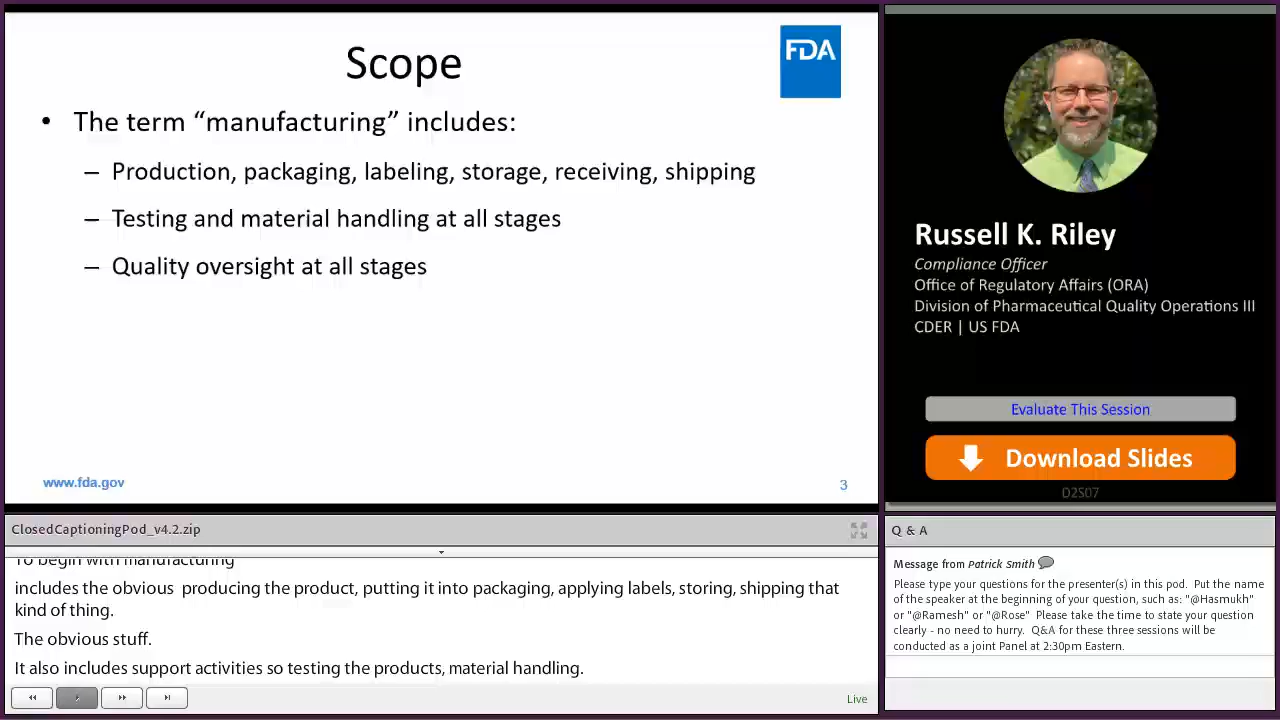 Scope
FDA
• The term “manufacturing” includes:
– Production, packaging, labeling, storage, receiving, shipping
– Testing and material handling at all stages
– Quality oversight at all stages
www.fda.gov
3
Russell K. Riley
Compliance Officer
Office of Regulatory Affairs (ORA)
Division of Pharmaceutical Quality Operations III
CDER | US FDA
Evaluate This Session
Download Slides
D2S07
ClosedCaptioningPod_v4.2.zip
To begin with manufacturing
includes the obvious  producing the product, putting it into packaging, applying labels, storing, shipping that
kind of thing.
The obvious stuff.
It also includes support activities so testing the products, material handling.
Live
Q & A
Message from Patrick Smith
Please type your questions for the presenter(s) in this pod.  Put the name
of the speaker at the beginning of your question, such as: "@Hasmukh"
or "@Ramesh" or "@Rose"  Please take the time to state your question
clearly - no need to hurry.  Q&A for these three sessions will be
conducted as a joint Panel at 2:30pm Eastern.